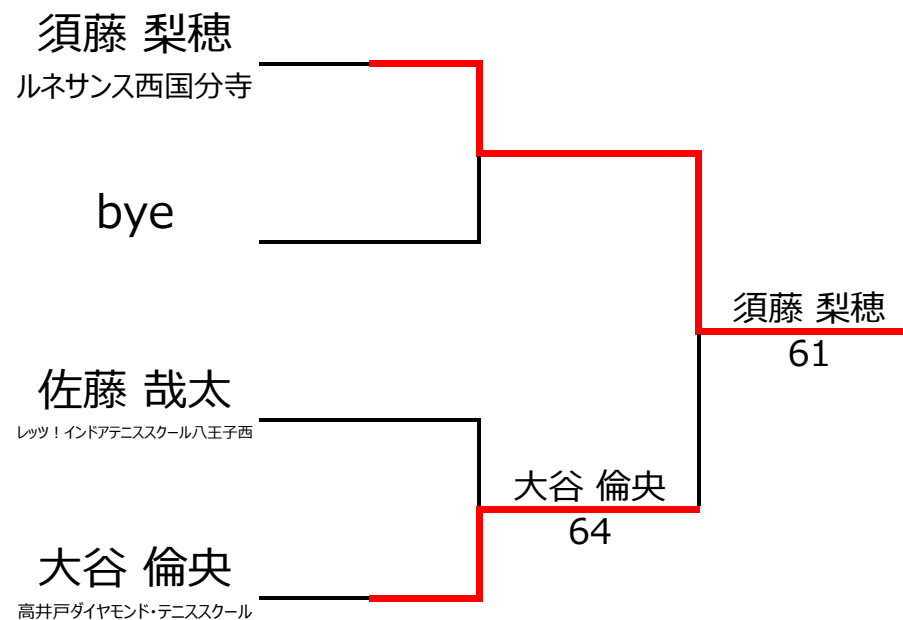 須藤 梨穂
ルネサンス西国分寺
bye
須藤 梨穂
61
佐藤 哉太
レッツ！インドアテニススクール八王子西
大谷 倫央
64
大谷 倫央
高井戸ダイヤモンド・テニススクール